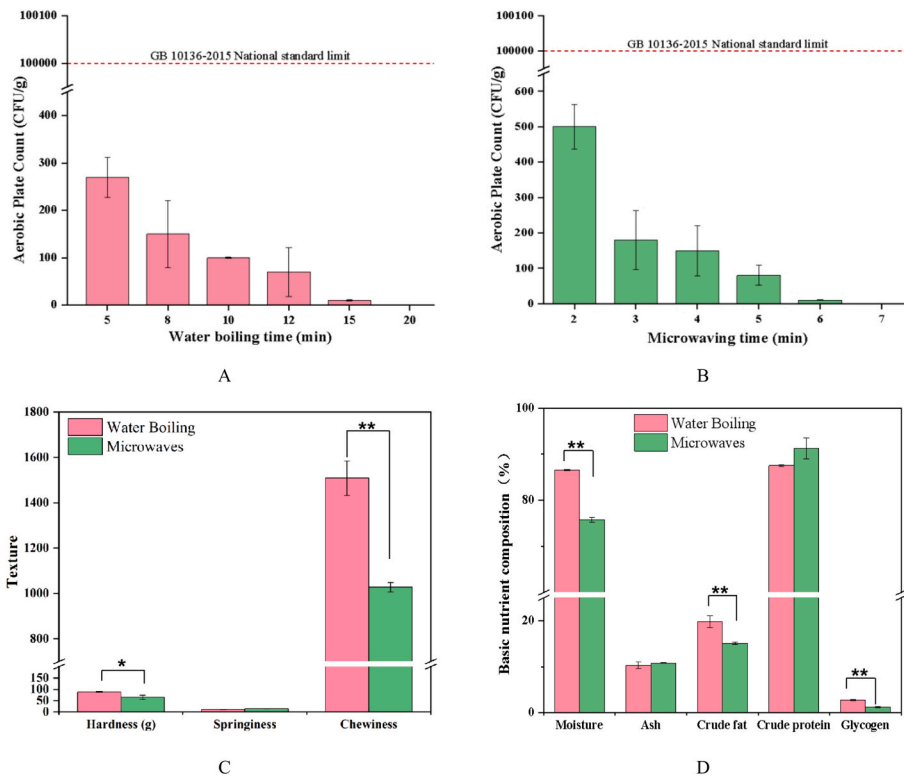 100100
GB 10136-2015 National standard limit
100000
400
300
200
100
0
Aerobic Plate Count (CFU/g)
5 8 10 12 15 20
Water boiling time (min)
A
100100
GB 10136-2015 National standard limit
100000
600
500
400
300
200
100
0
Aerobic Plate Count (CFU/g)
2 3 4 5 6 7
Microwaving time (min)
B
1800
1600
1400
1200
1000
800
150
100
50
0
Texture
Water Boiling
Microwaves
**
*
Hardness (g) Springiness Chewiness
C
100
80
20
0
Basic nutrient composition (%)
Water Boiling
Microwaves
**
**
**
Moisture Ash Crude fat Crude protein Glycogen
D